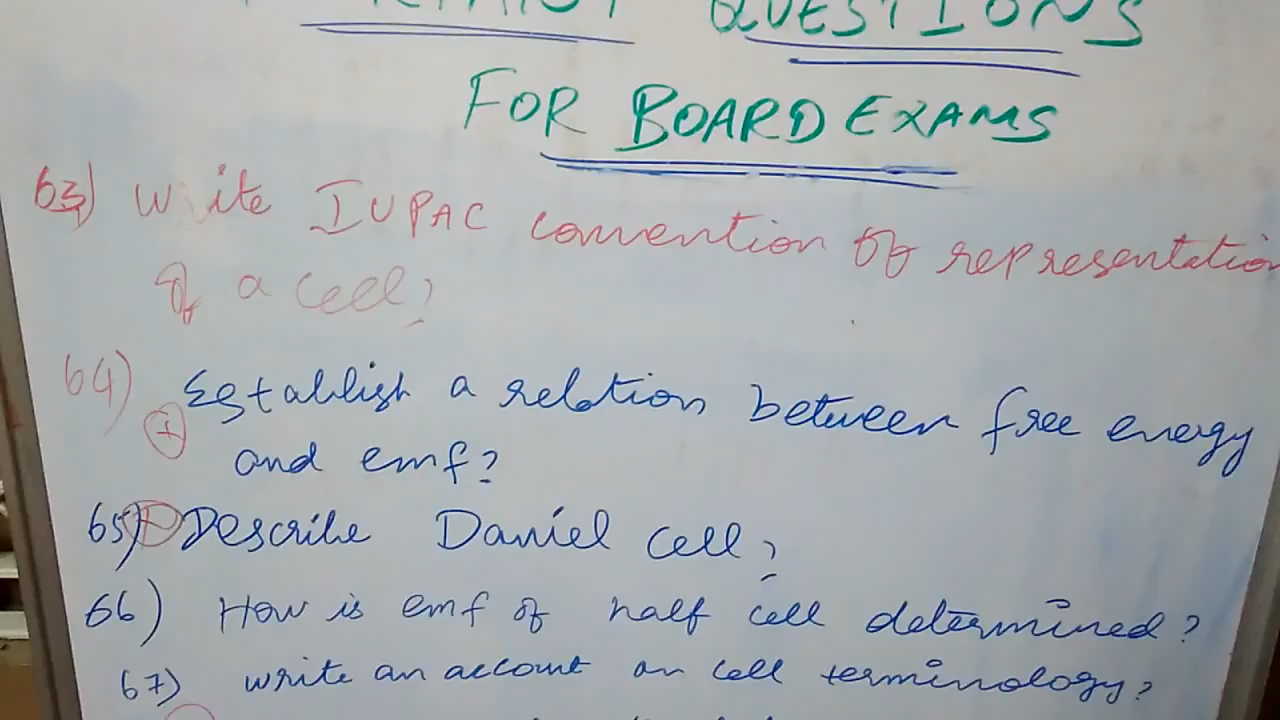 QUESTIONS
FOR BOARD EXAMS
63) Write IUPAC convention of representation
of a cell?
64) Establish a relation between free energy
and emf?
65) Describe Daniel cell?
66) How is emf of half cell determined?
67) write an account on cell terminology?